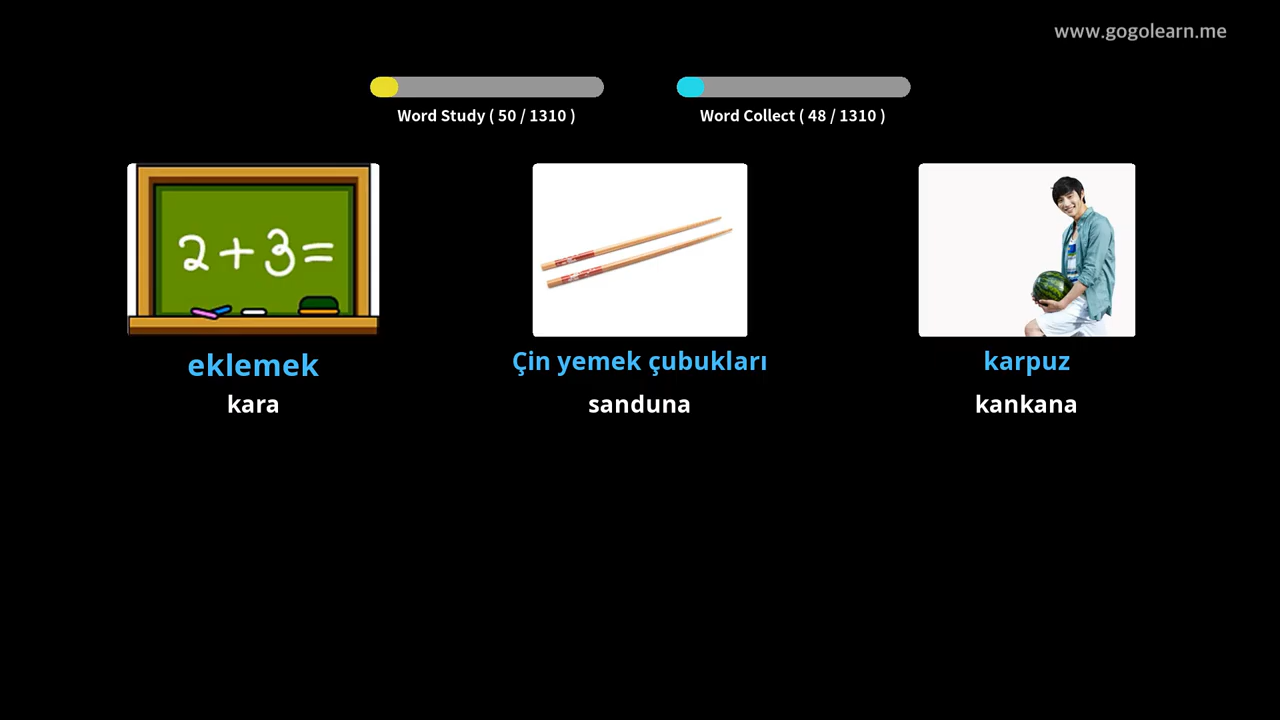 www.gogolearn.me
Word Study ( 50 / 1310 )
Word Collect ( 48 / 1310 )
2+3=
eklemek
Çin yemek çubukları
karpuz
kara
sanduna
kankana